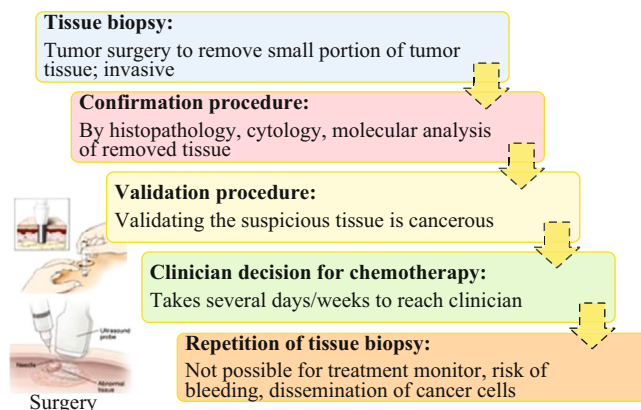 Tissue biopsy:
Tumor surgery to remove small portion of tumor
tissue; invasive
Confirmation procedure:
By histopathology, cytology, molecular analysis
of removed tissue
Validation procedure:
Validating the suspicious tissue is cancerous
Clinician decision for chemotherapy:
Takes several days/weeks to reach clinician
Repetition of tissue biopsy:
Not possible for treatment monitor, risk of
bleeding, dissemination of cancer cells
Ultrasound
probe
Needle
Abnormal
tissue
Surgery